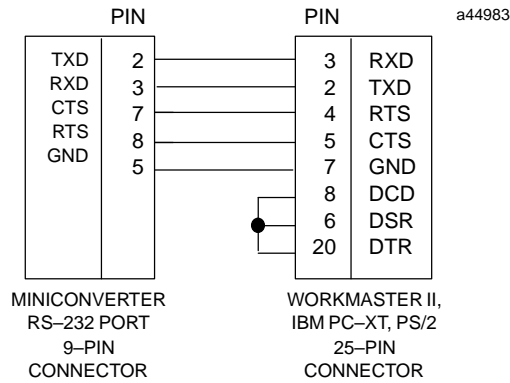 PIN PIN a44983
TXD 2 3 RXD
RXD 3 2 TXD
CTS 7 4 RTS
RTS 8 5 CTS
GND 5 7 GND
8 DCD
6 DSR
20 DTR
MINICONVERTER
RS–232 PORT
9–PIN
CONNECTOR
WORKMASTER II,
IBM PC–XT, PS/2
25–PIN
CONNECTOR